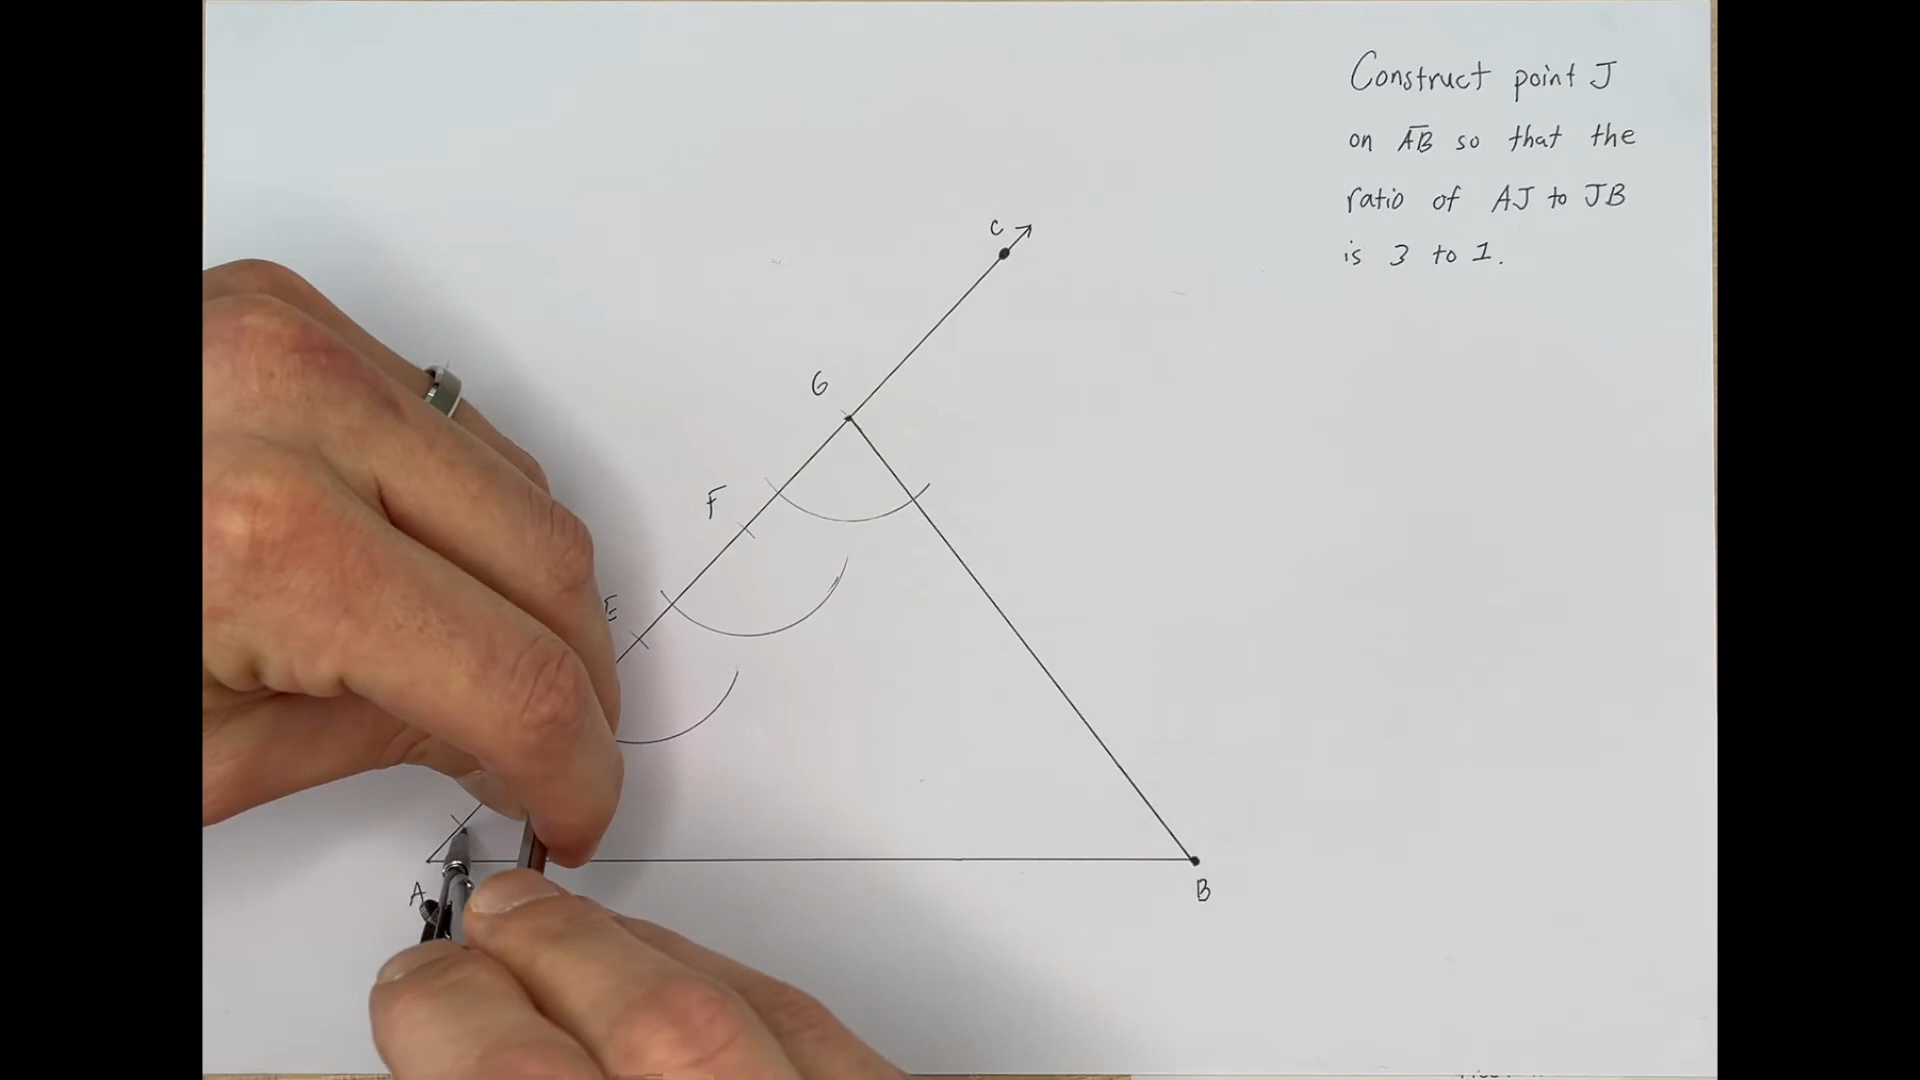 Construct point J
on AB so that the
ratio of AJ to JB
is 3 to 1.
C
G
F
E
A
B